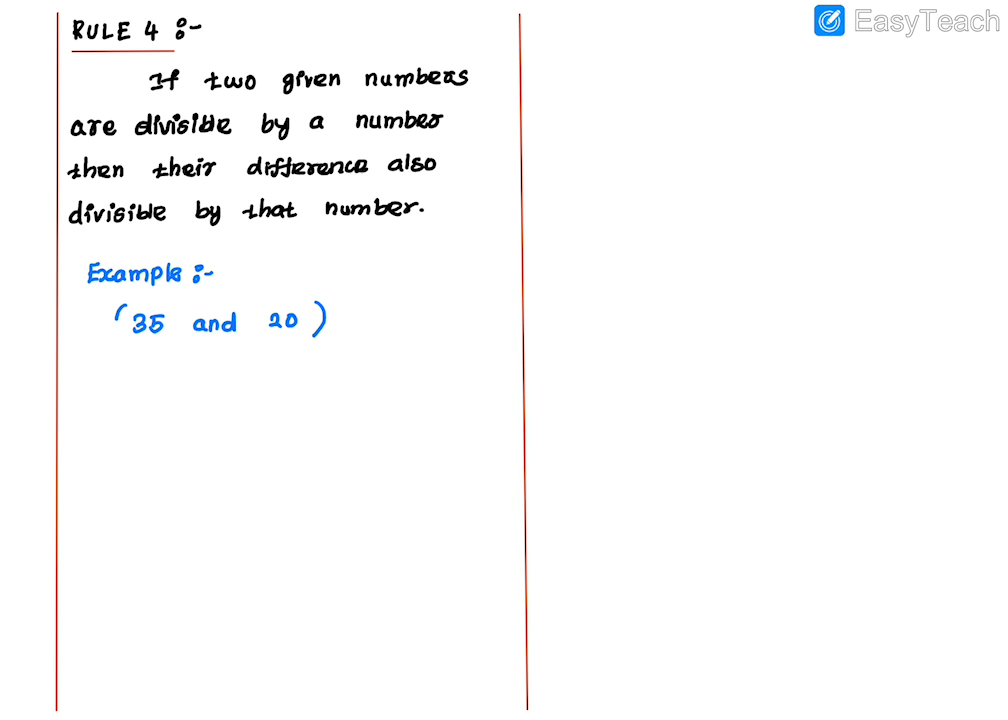 EasyTeach
RULE 4 :-
If two given numbers
are divisible by a number
then their difference also
divisible by that number.
Example :-
(35 and 20)